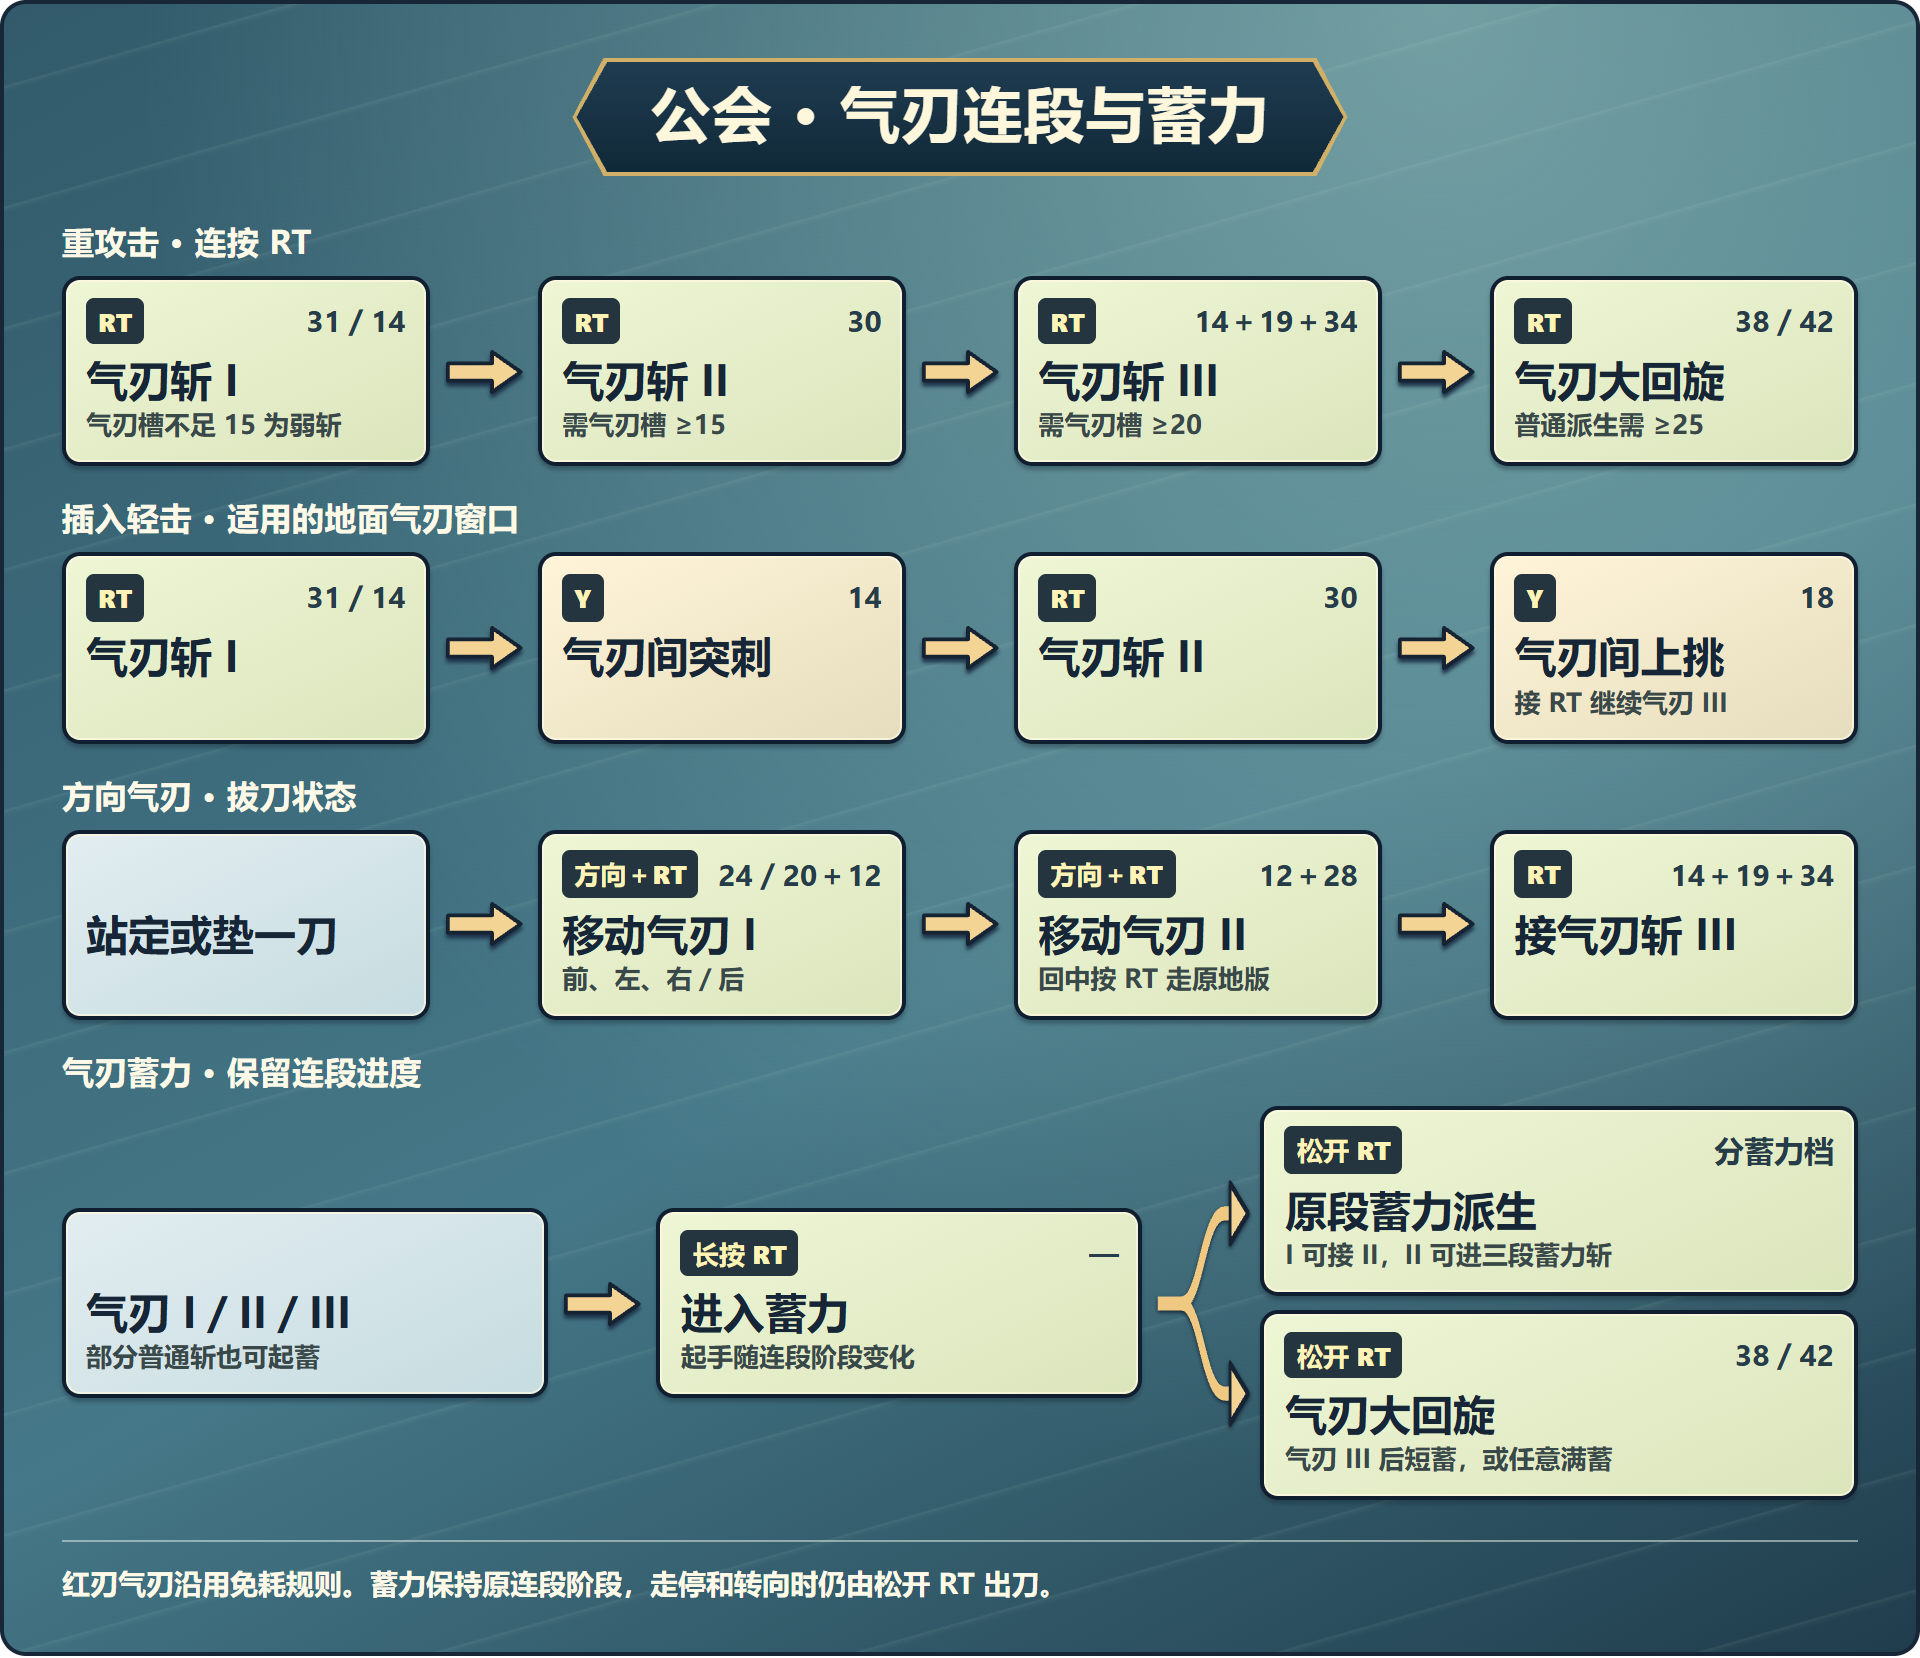 公会·气刃连段与蓄力
重攻击·连按 RT
RT 31 / 14
气刃斩 I
气刃槽不足 15 为弱斩
RT 30
气刃斩 II
需气刃槽 ≥15
RT 14 + 19 + 34
气刃斩 III
需气刃槽 ≥20
RT 38 / 42
气刃大回旋
普通派生需 ≥25
插入轻击·适用的地面气刃窗口
RT 31 / 14
气刃斩 I
Y 14
气刃间突刺
RT 30
气刃斩 II
Y 18
气刃间上挑
接 RT 继续气刃 III
方向气刃·拔刀状态
站定或垫一刀
方向+RT 24 / 20 + 12
移动气刃 I
前、左、右 / 后
方向+RT 12 + 28
移动气刃 II
回中按 RT 走原地版
RT 14 + 19 + 34
接气刃斩 III
气刃蓄力·保留连段进度
气刃 I / II / III
部分普通斩也可起蓄
长按 RT —
进入蓄力
起手随连段阶段变化
松开 RT 分蓄力档
原段蓄力派生
I 可接 II，II 可进三段蓄力斩
松开 RT 38 / 42
气刃大回旋
气刃 III 后短蓄，或任意满蓄
红刃气刃沿用免耗规则。蓄力保持原连段阶段，走停和转向时仍由松开 RT 出刀。